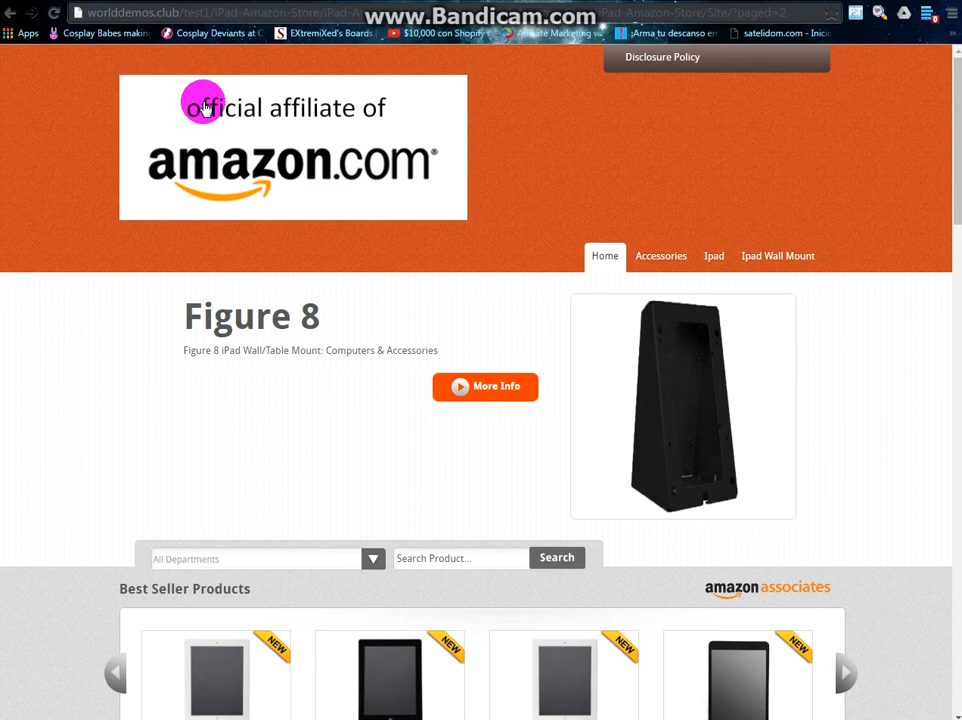 www.Bandicam.com
worlddemos.club/test1/iPad-Amazon-Store/iPad-Am iPad-Amazon-Store/Site/?paged=2
Apps Cosplay Babes makin Cosplay Deviants at C EXtremiXed's Boards $10,000 con Shopify Affiliate Marketing w ¡Arma tu descanso en satelidom.com - Inicio
Disclosure Policy
official affiliate of
amazon.com®
Home Accessories Ipad Ipad Wall Mount
Figure 8
Figure 8 iPad Wall/Table Mount: Computers & Accessories
More Info
All Departments Search Product... Search
Best Seller Products amazon associates
NEW NEW NEW NEW